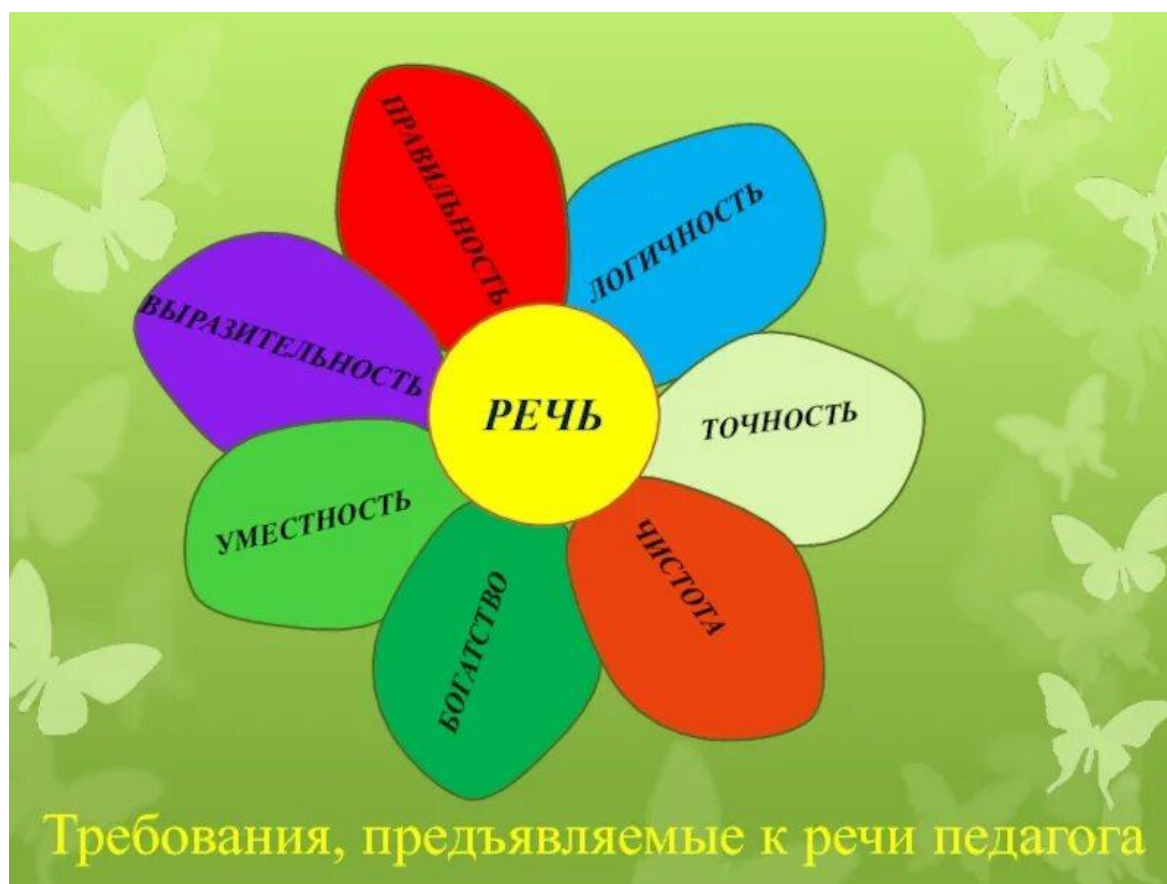 ПРАВИЛЬНОСТЬ
ЛОГИЧНОСТЬ
ВЫРАЗИТЕЛЬНОСТЬ
РЕЧЬ
ТОЧНОСТЬ
УМЕСТНОСТЬ
ЧИСТОТА
БОГАТСТВО
Требования, предъявляемые к речи педагога